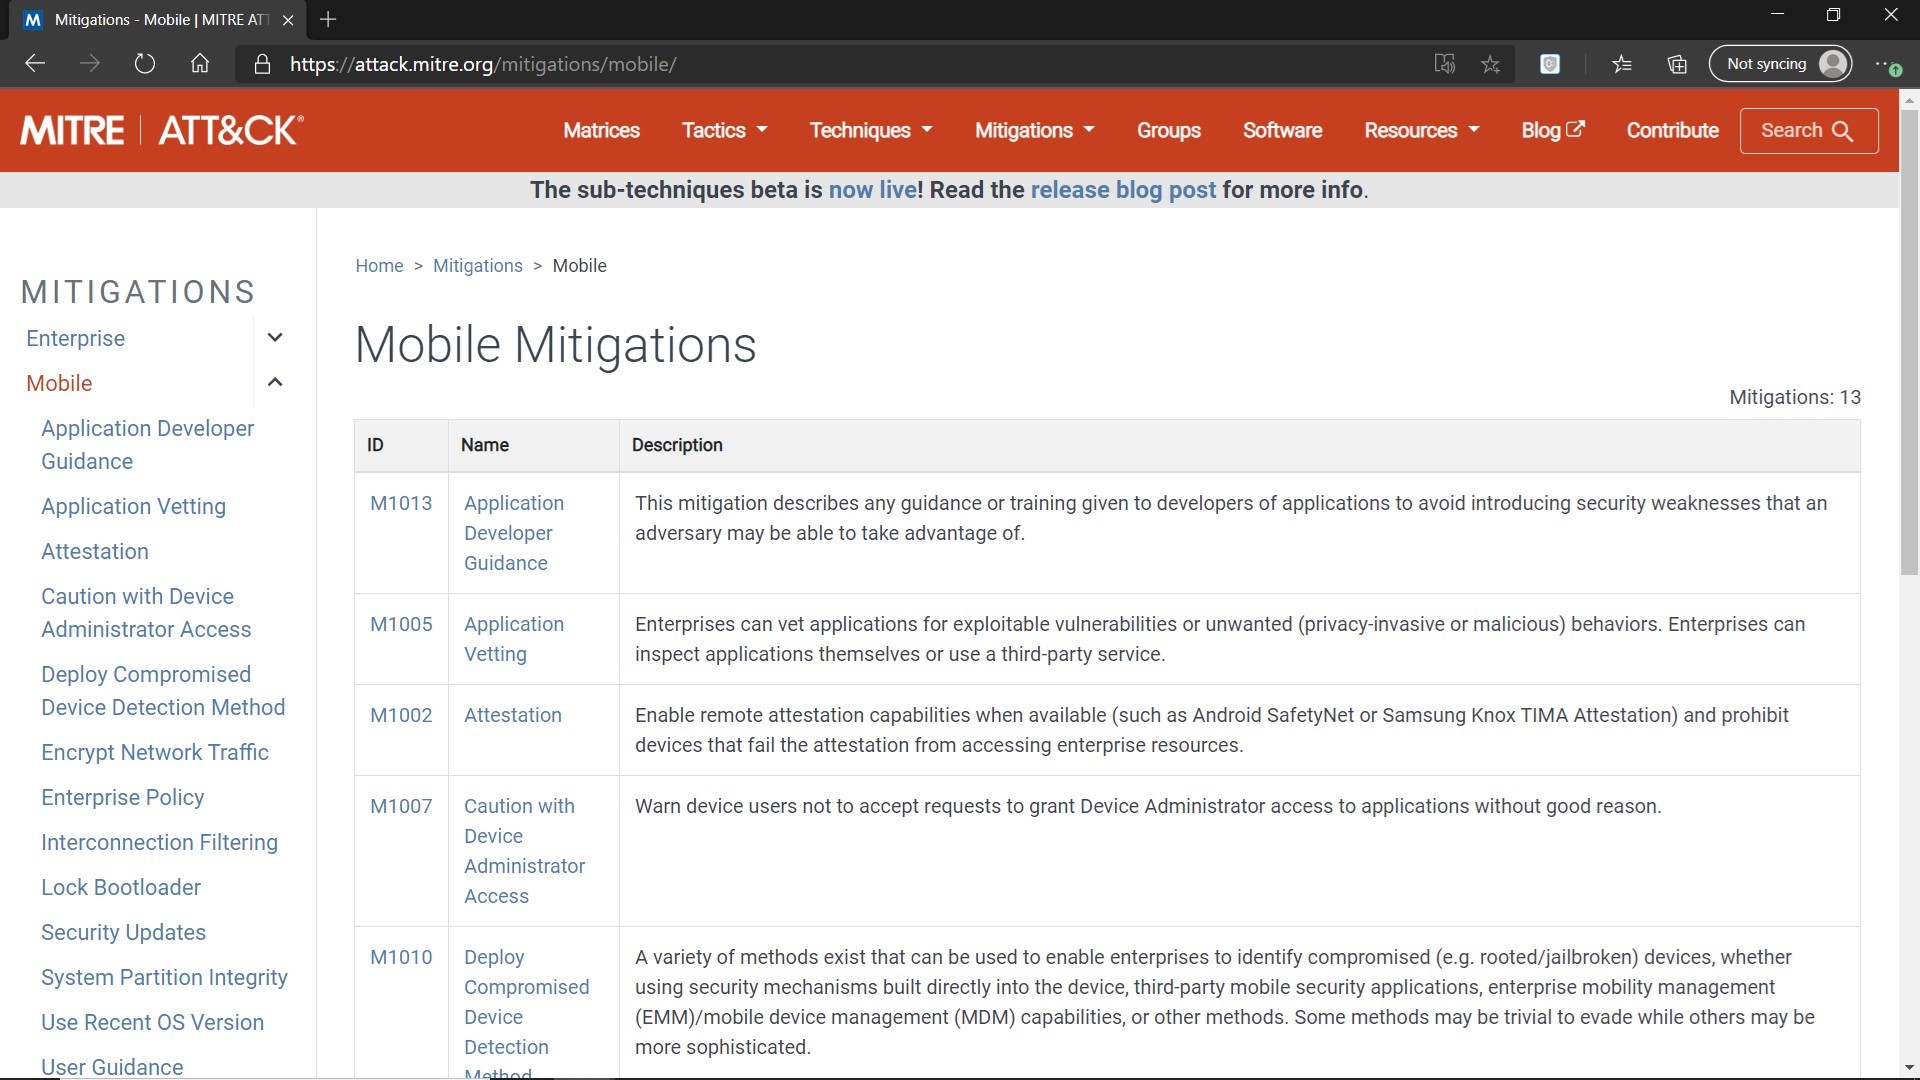 Mitigations - Mobile | MITRE ATT
https://attack.mitre.org/mitigations/mobile/
Not syncing
MITRE | ATT&CK®
Matrices
Tactics
Techniques
Mitigations
Groups
Software
Resources
Blog
Contribute
Search
The sub-techniques beta is now live! Read the release blog post for more info.
MITIGATIONS
Enterprise
Mobile
Application Developer
Guidance
Application Vetting
Attestation
Caution with Device
Administrator Access
Deploy Compromised
Device Detection Method
Encrypt Network Traffic
Enterprise Policy
Interconnection Filtering
Lock Bootloader
Security Updates
System Partition Integrity
Use Recent OS Version
User Guidance
Home > Mitigations > Mobile
Mobile Mitigations
Mitigations: 13
ID
Name
Description
M1013
Application
Developer
Guidance
This mitigation describes any guidance or training given to developers of applications to avoid introducing security weaknesses that an
adversary may be able to take advantage of.
M1005
Application
Vetting
Enterprises can vet applications for exploitable vulnerabilities or unwanted (privacy-invasive or malicious) behaviors. Enterprises can
inspect applications themselves or use a third-party service.
M1002
Attestation
Enable remote attestation capabilities when available (such as Android SafetyNet or Samsung Knox TIMA Attestation) and prohibit
devices that fail the attestation from accessing enterprise resources.
M1007
Caution with
Device
Administrator
Access
Warn device users not to accept requests to grant Device Administrator access to applications without good reason.
M1010
Deploy
Compromised
Device
Detection
Method
A variety of methods exist that can be used to enable enterprises to identify compromised (e.g. rooted/jailbroken) devices, whether
using security mechanisms built directly into the device, third-party mobile security applications, enterprise mobility management
(EMM)/mobile device management (MDM) capabilities, or other methods. Some methods may be trivial to evade while others may be
more sophisticated.